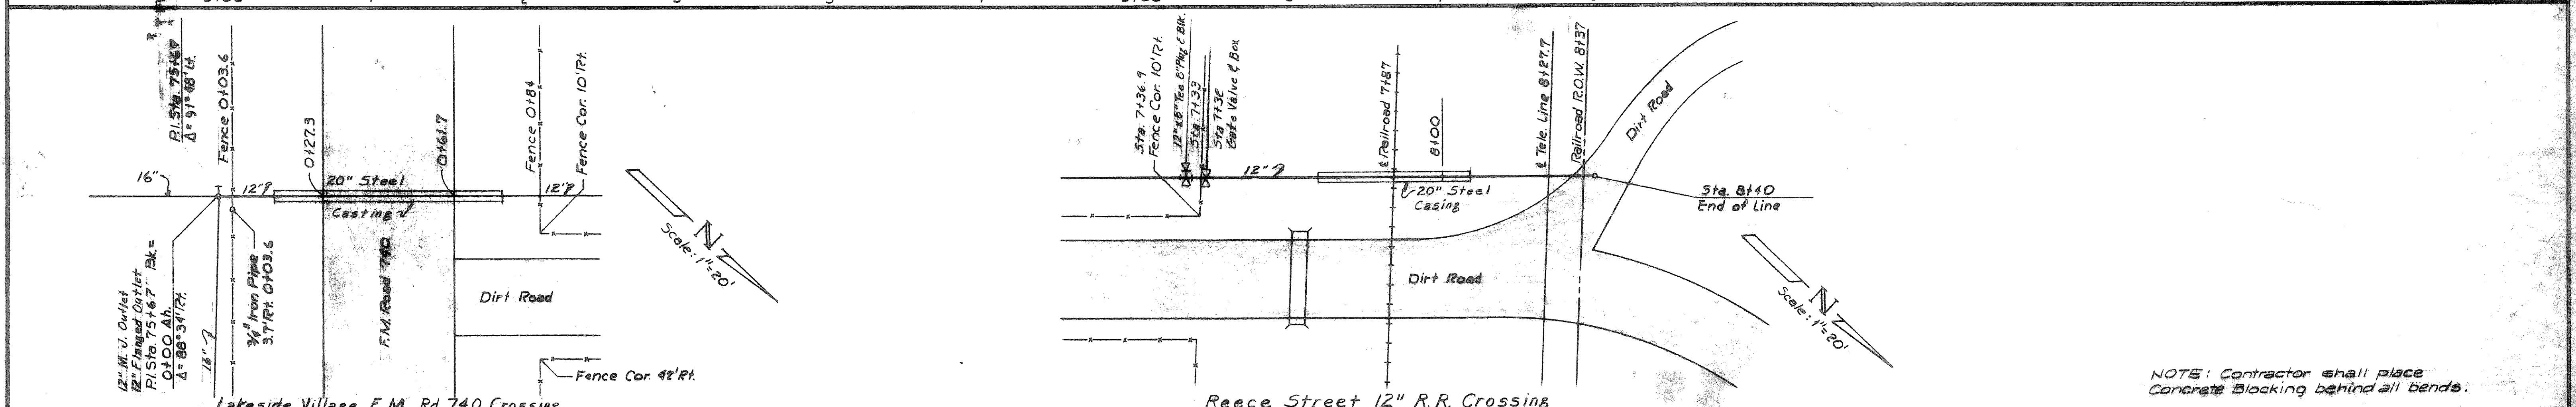 P.I. Sta. 75+67
Δ = 91°48' Lt.
Fence 0+03.6
0+27.3
0+61.7
Fence 0+84
Fence Cor. 10' Rt.
16"
12"
20" Steel
Casting
12"
12" M. J. Outlet
12" Flanged Outlet
P.I. Sta. 75+67 Bk.=
0+00 Ah.
Δ = 88°34' Rt.
16"
3/4" Iron Pipe
3.7' Rt. 0+03.6
F.M. Road 740
Dirt Road
Fence Cor. 42' Rt.
N
Scale: 1"=20'
Lakeside Village F.M. Rd. 740 Crossing
Sta. 7+36.9
Fence Cor. 10' Rt.
12"x8" Tee 8" Plug & Blk.
Sta. 7+33
Sta 7+38
Gate Valve & Box
12"
℄ Railroad 7+87
8+00
℄ Tele. Line 8+27.7
Railroad R.O.W. 8+37
Dirt Road
20" Steel
Casing
Sta. 8+40
End of Line
Dirt Road
N
Scale: 1"=20'
Reece Street 12" R.R. Crossing
NOTE: Contractor shall place
Concrete Blocking behind all bends.